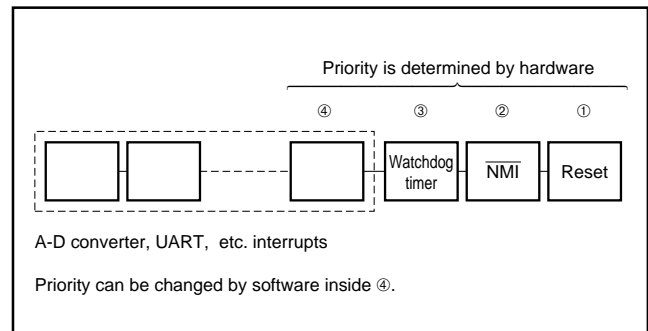 Priority is determined by hardware
④ ③ ② ①
Watchdog
timer
N̅M̅I̅
Reset
A-D converter, UART, etc. interrupts
Priority can be changed by software inside ④.